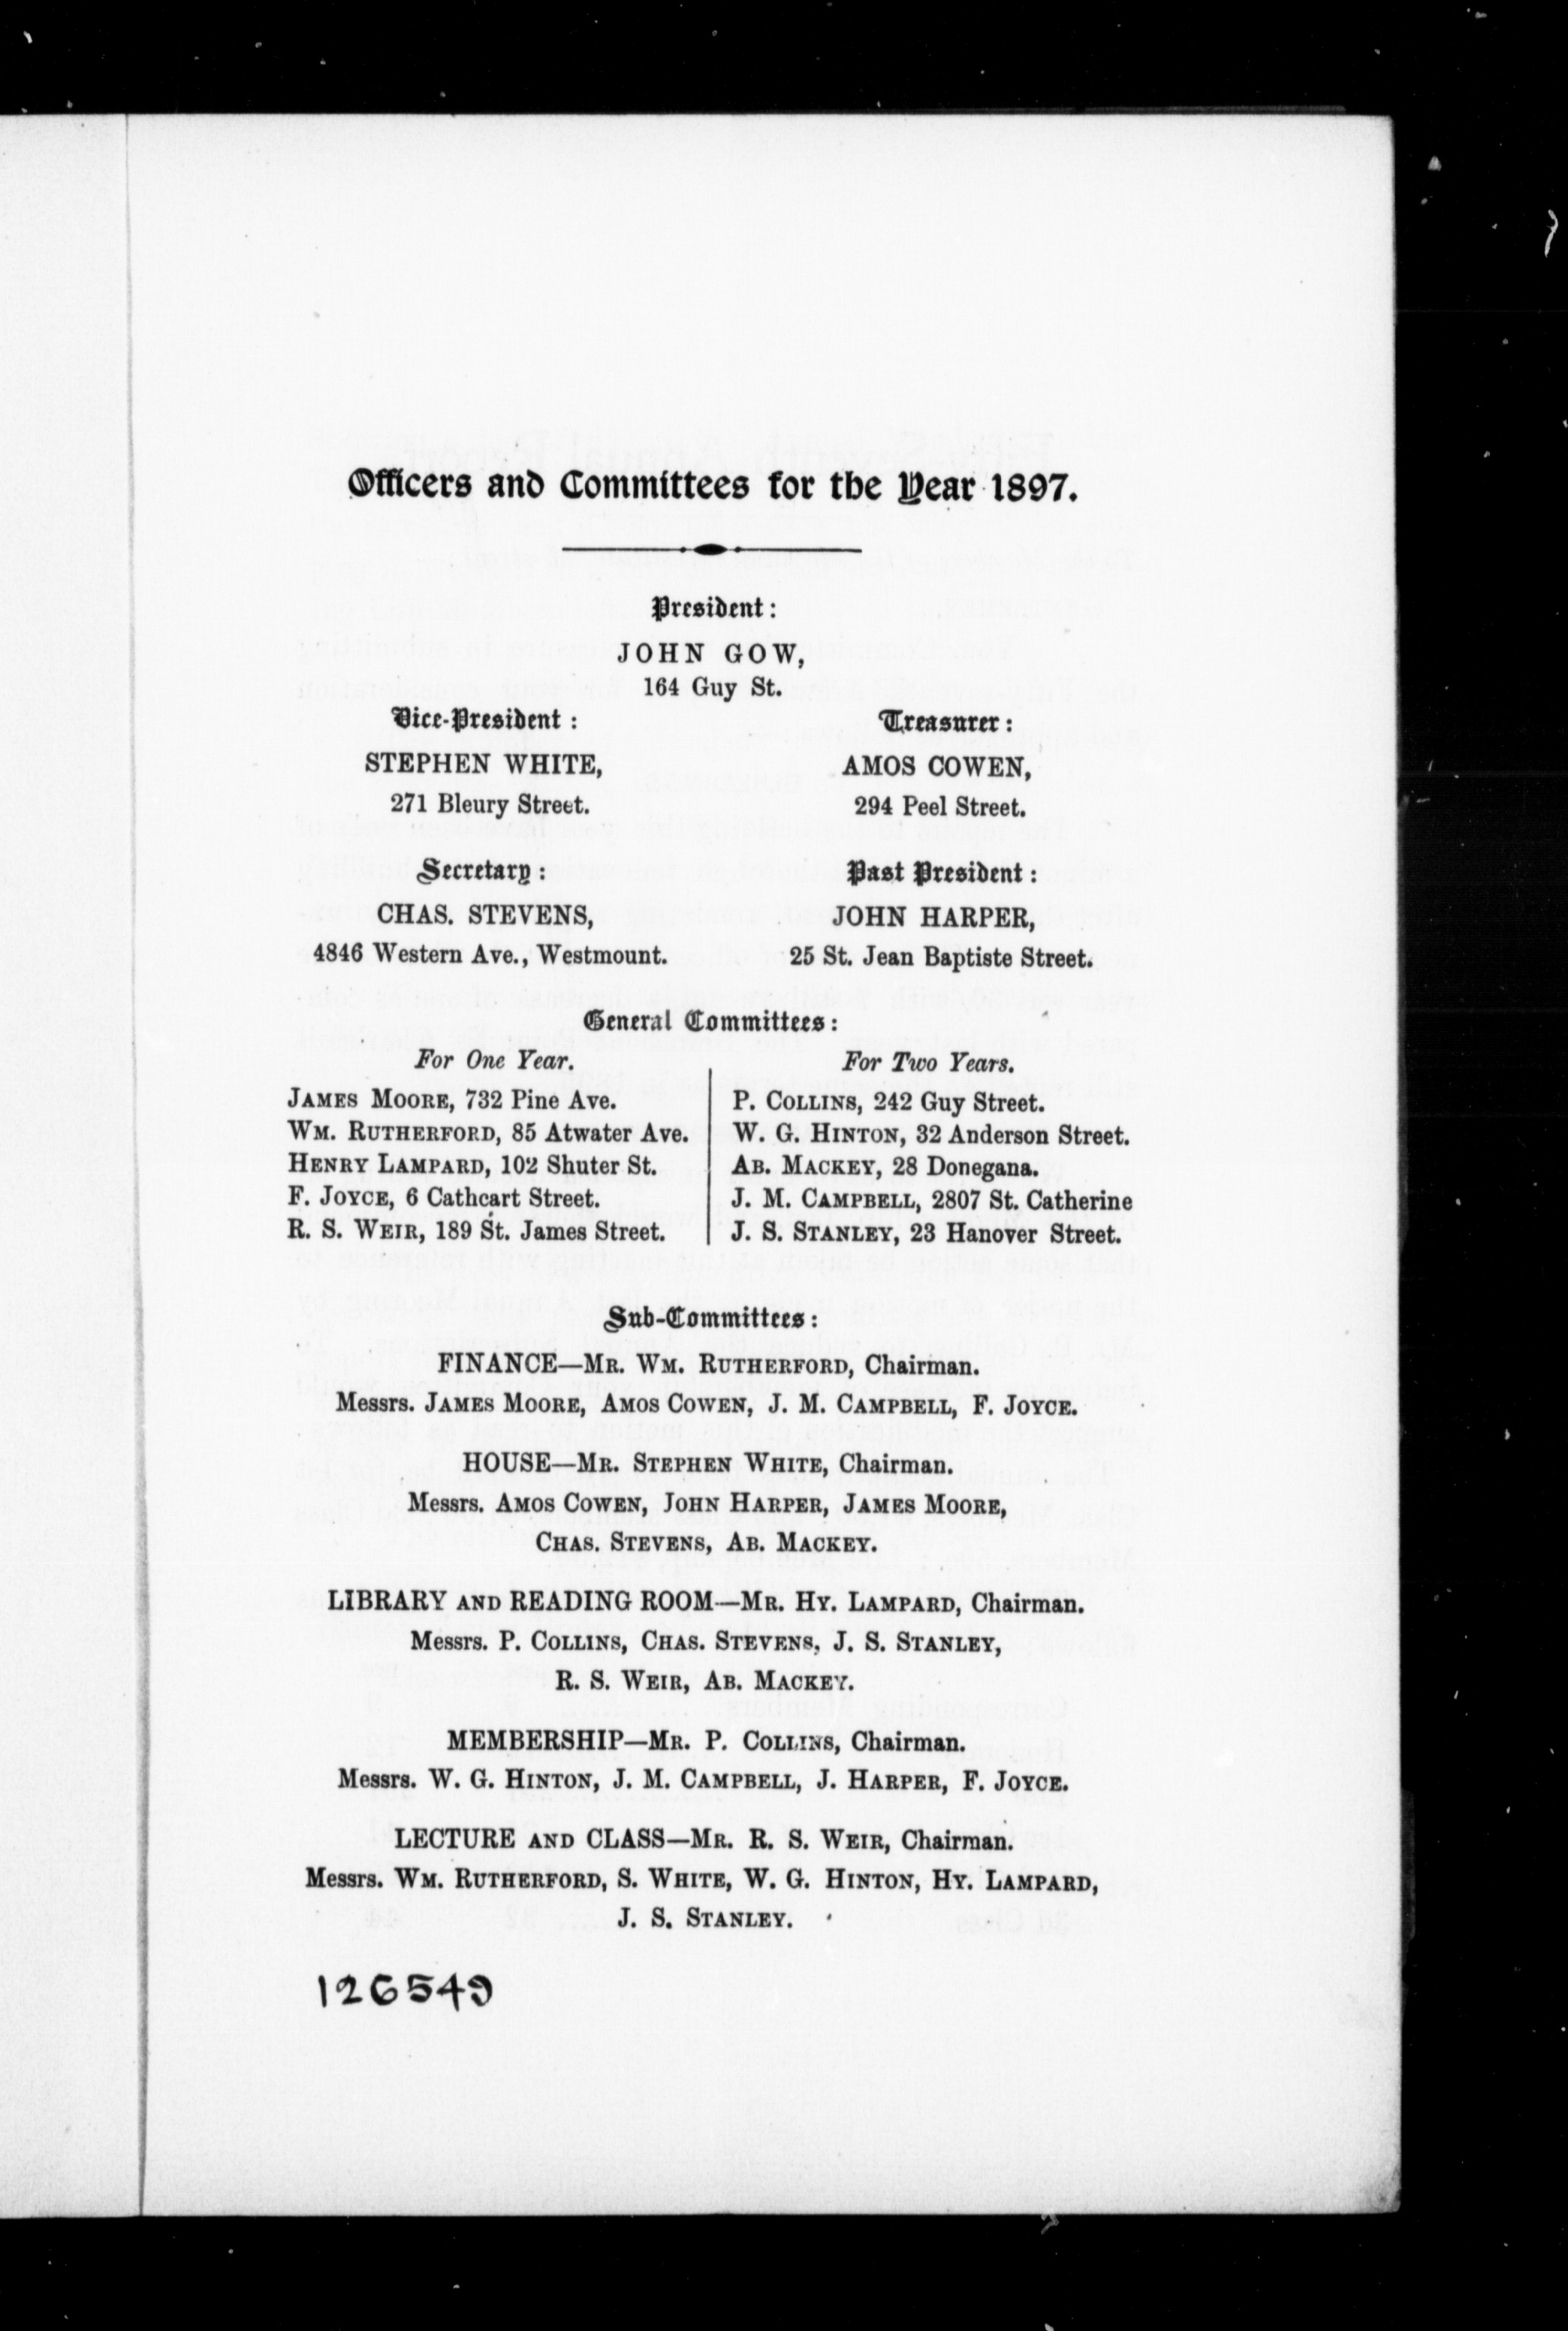 Officers and Committees for the Year 1897.
President:
JOHN GOW,
164 Guy St.
Vice-President:
STEPHEN WHITE,
271 Bleury Street.
Treasurer:
AMOS COWEN,
294 Peel Street.
Secretary:
CHAS. STEVENS,
4846 Western Ave., Westmount.
Past President:
JOHN HARPER,
25 St. Jean Baptiste Street.
General Committees:
For One Year.
JAMES MOORE, 732 Pine Ave.
WM. RUTHERFORD, 85 Atwater Ave.
HENRY LAMPARD, 102 Shuter St.
F. JOYCE, 6 Cathcart Street.
R. S. WEIR, 189 St. James Street.
For Two Years.
P. COLLINS, 242 Guy Street.
W. G. HINTON, 32 Anderson Street.
AB. MACKEY, 28 Donegana.
J. M. CAMPBELL, 2807 St. Catherine
J. S. STANLEY, 23 Hanover Street.
Sub-Committees:
FINANCE—MR. WM. RUTHERFORD, Chairman.
Messrs. JAMES MOORE, AMOS COWEN, J. M. CAMPBELL, F. JOYCE.
HOUSE—MR. STEPHEN WHITE, Chairman.
Messrs. AMOS COWEN, JOHN HARPER, JAMES MOORE,
CHAS. STEVENS, AB. MACKEY.
LIBRARY AND READING ROOM—MR. HY. LAMPARD, Chairman.
Messrs. P. COLLINS, CHAS. STEVENS, J. S. STANLEY,
R. S. WEIR, AB. MACKEY.
MEMBERSHIP—MR. P. COLLINS, Chairman.
Messrs. W. G. HINTON, J. M. CAMPBELL, J. HARPER, F. JOYCE.
LECTURE AND CLASS—MR. R. S. WEIR, Chairman.
Messrs. WM. RUTHERFORD, S. WHITE, W. G. HINTON, HY. LAMPARD,
J. S. STANLEY.
126549